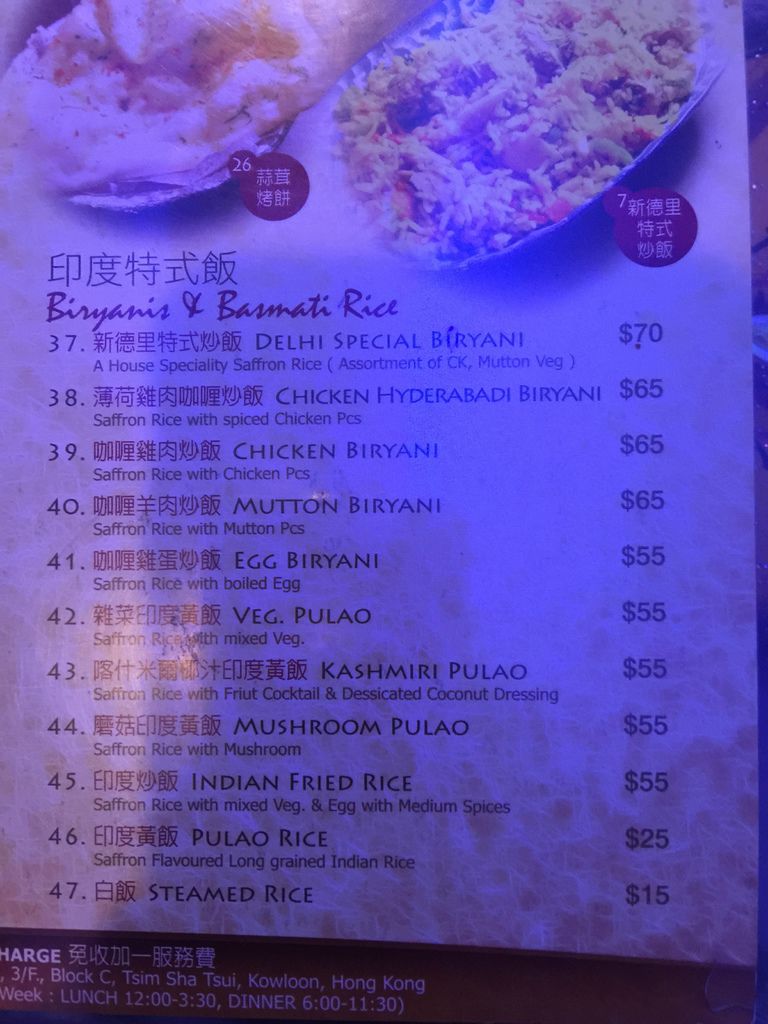 26
蒜茸
烤餅
7 新德里
特式
炒飯
印度特式飯
Biryanis & Basmati Rice
37. 新德里特式炒飯 DELHI SPECIAL BIRYANI $70
A House Speciality Saffron Rice ( Assortment of CK, Mutton Veg )
38. 薄荷雞肉咖喱炒飯 CHICKEN HYDERABADI BIRYANI $65
Saffron Rice with spiced Chicken Pcs
39. 咖喱雞肉炒飯 CHICKEN BIRYANI $65
Saffron Rice with Chicken Pcs
40. 咖喱羊肉炒飯 MUTTON BIRYANI $65
Saffron Rice with Mutton Pcs
41. 咖喱雞蛋炒飯 EGG BIRYANI $55
Saffron Rice with boiled Egg
42. 雜菜印度黃飯 VEG. PULAO $55
Saffron Rice with mixed Veg.
43. 喀什米爾椰汁印度黃飯 KASHMIRI PULAO $55
Saffron Rice with Friut Cocktail & Dessicated Coconut Dressing
44. 磨菇印度黃飯 MUSHROOM PULAO $55
Saffron Rice with Mushroom
45. 印度炒飯 INDIAN FRIED RICE $55
Saffron Rice with mixed Veg. & Egg with Medium Spices
46. 印度黃飯 PULAO RICE $25
Saffron Flavoured Long grained Indian Rice
47. 白飯 STEAMED RICE $15
HARGE 免收加一服務費
, 3/F., Block C, Tsim Sha Tsui, Kowloon, Hong Kong
Week : LUNCH 12:00-3:30, DINNER 6:00-11:30)